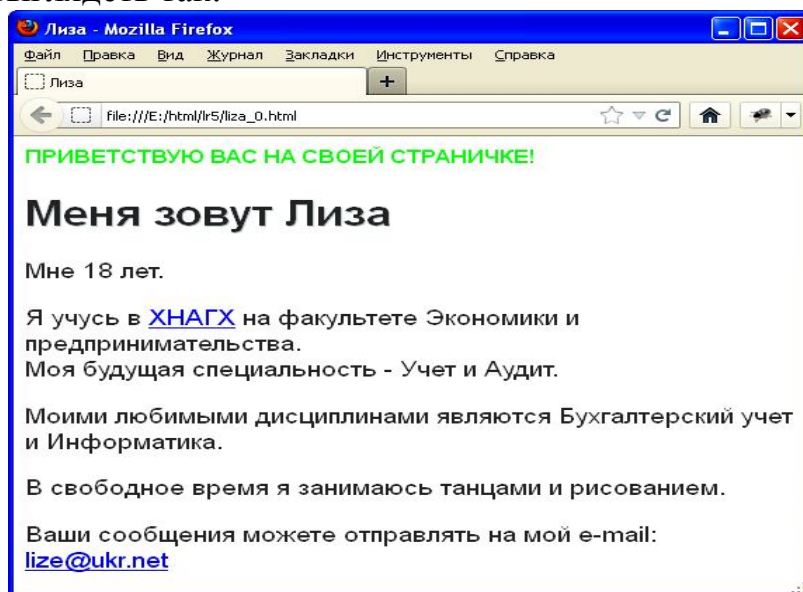 Лиза - Mozilla Firefox
Файл Правка Вид Журнал Закладки Инструменты Справка
Лиза +
file:///E:/html/lr5/liza_0.html
ПРИВЕТСТВУЮ ВАС НА СВОЕЙ СТРАНИЧКЕ!
Меня зовут Лиза
Мне 18 лет.
Я учусь в ХНАГХ на факультете Экономики и
предпринимательства.
Моя будущая специальность - Учет и Аудит.
Моими любимыми дисциплинами являются Бухгалтерский учет
и Информатика.
В свободное время я занимаюсь танцами и рисованием.
Ваши сообщения можете отправлять на мой e-mail:
lize@ukr.net